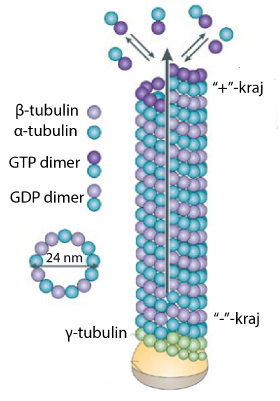 "+"-kraj
β-tubulin
α-tubulin
GTP dimer
GDP dimer
24 nm
"-"-kraj
γ-tubulin